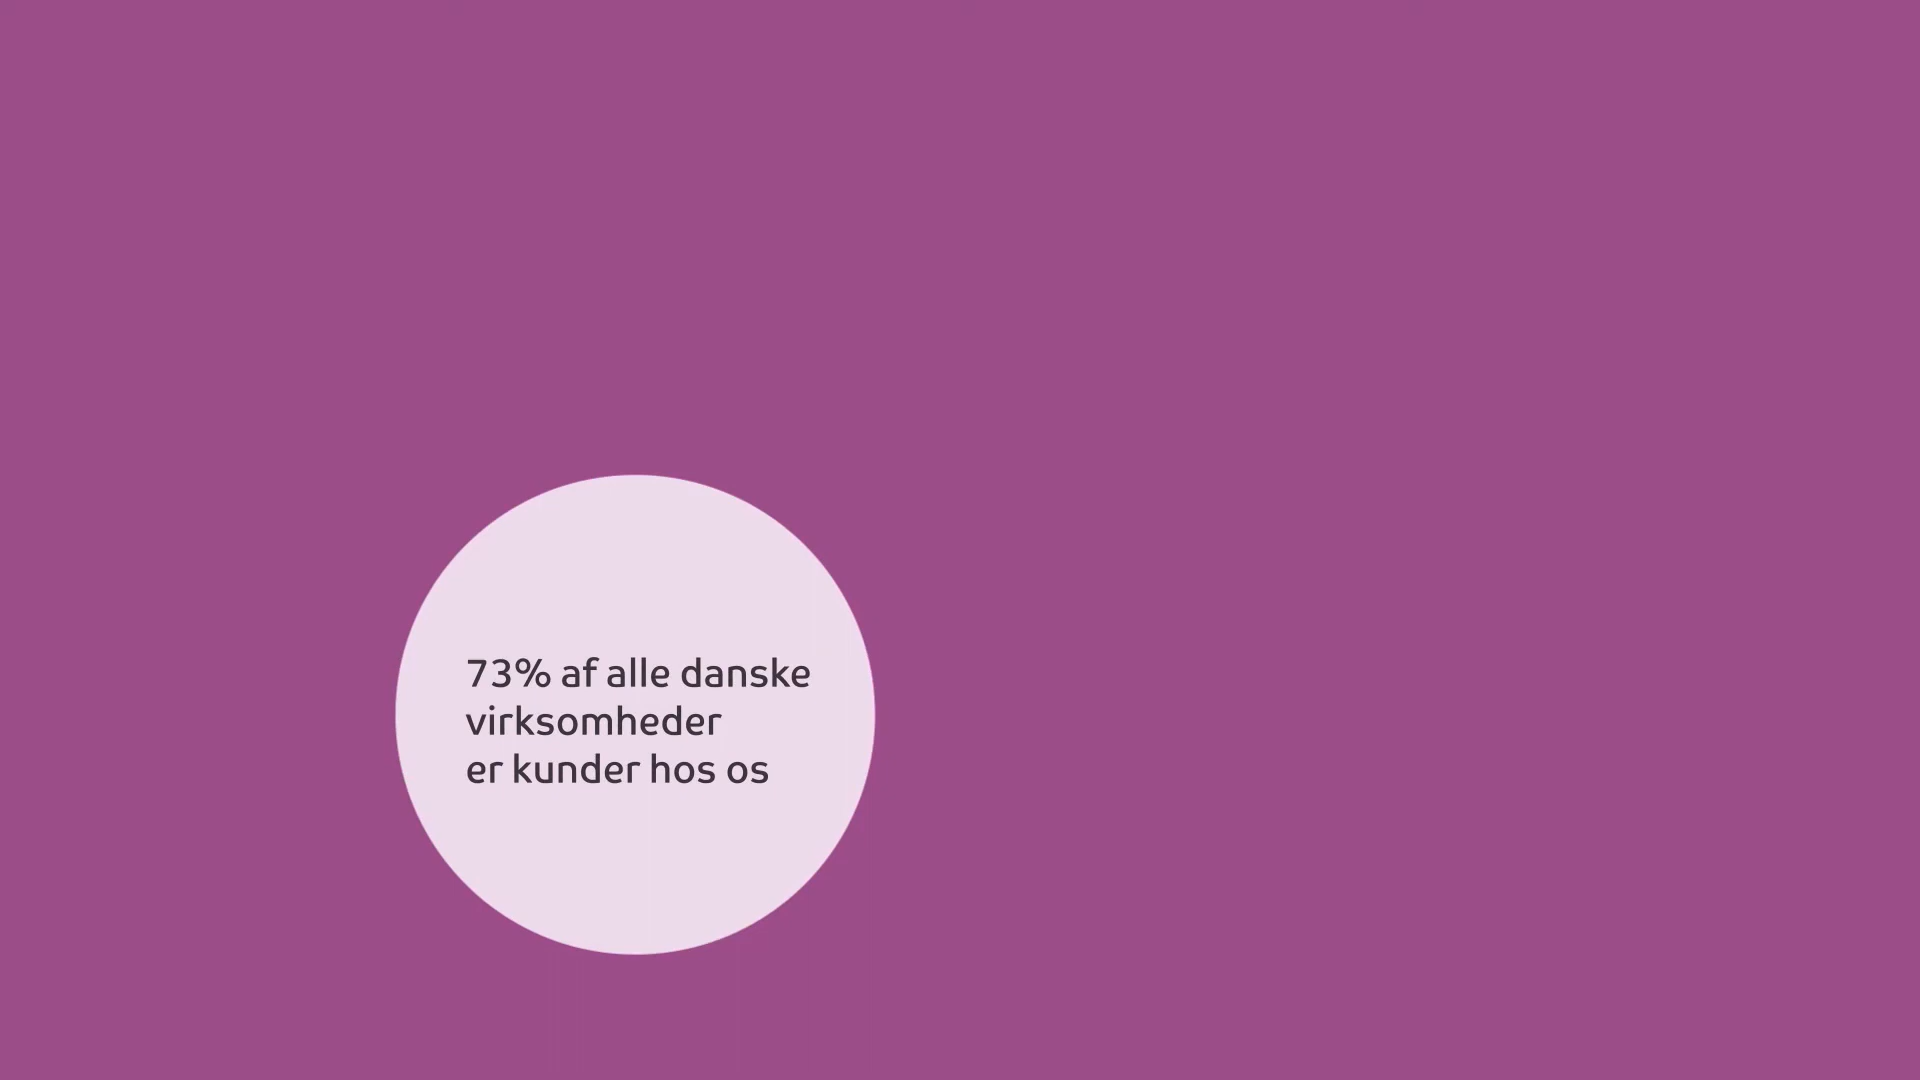 73% af alle danske
virksomheder
er kunder hos os